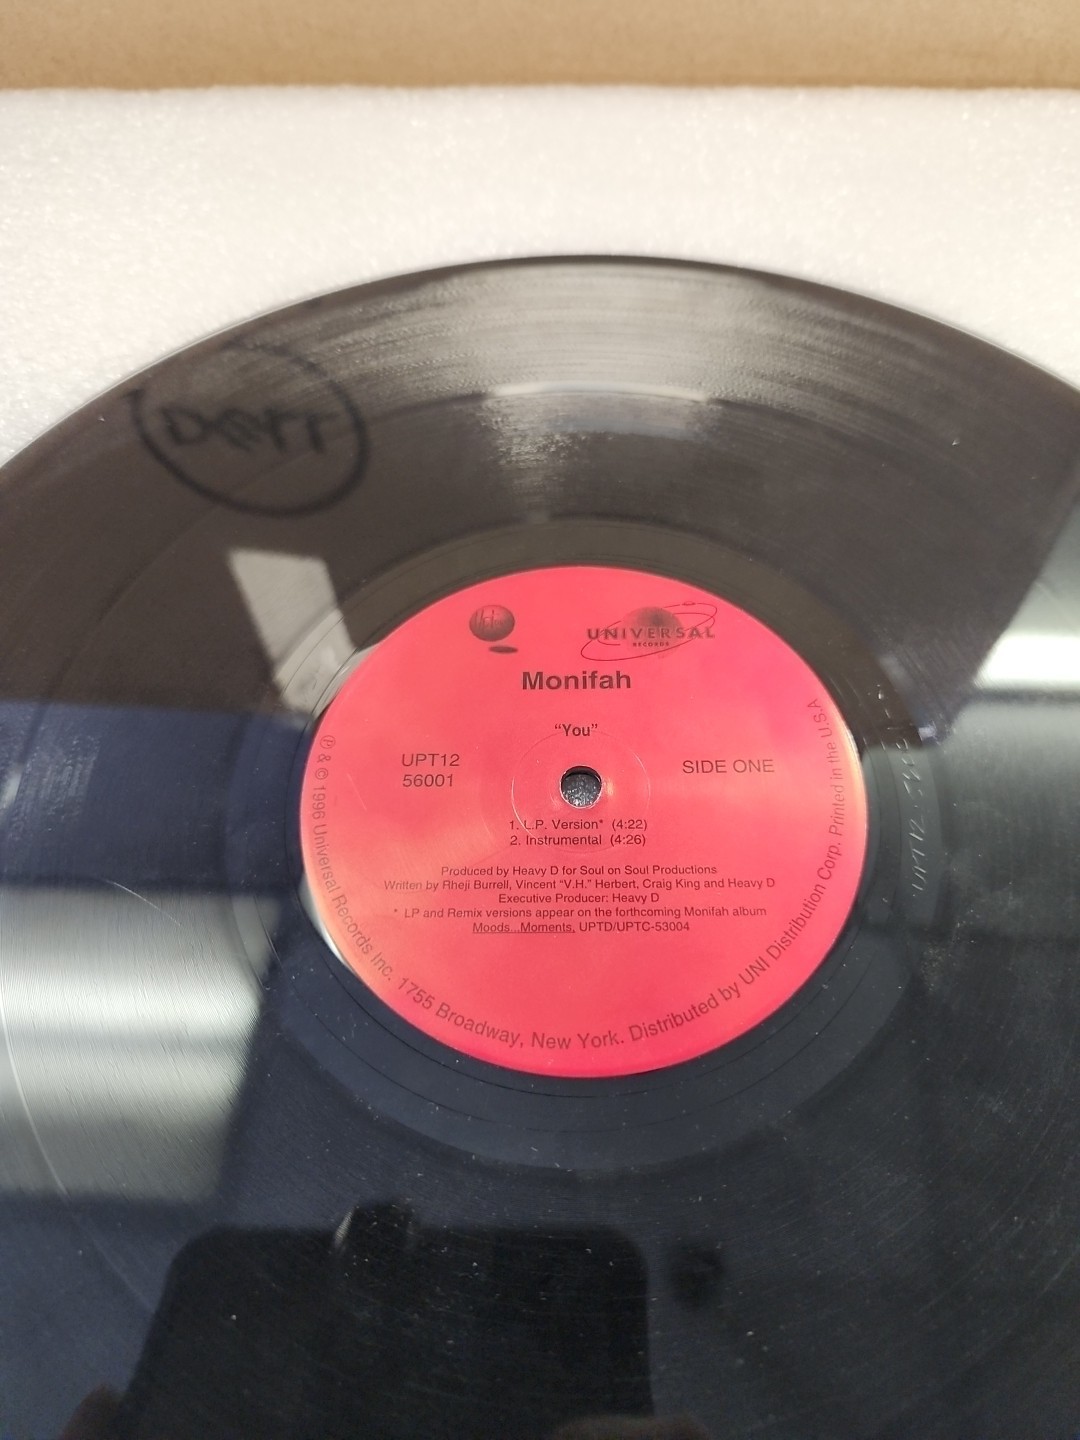 DELL
UNIVERSAL
RECORDS
Monifah
“You”
UPT12
56001
SIDE ONE
1. L.P. Version* (4:22)
2. Instrumental (4:26)
Produced by Heavy D for Soul on Soul Productions
Written by Rheji Burrell, Vincent “V.H.” Herbert, Craig King and Heavy D
Executive Producer: Heavy D
* LP and Remix versions appear on the forthcoming Monifah album
Moods...Moments, UPTD/UPTC-53004
℗ & © 1996 Universal Records Inc. 1755 Broadway, New York. Distributed by UNI Distribution Corp. Printed in the U.S.A